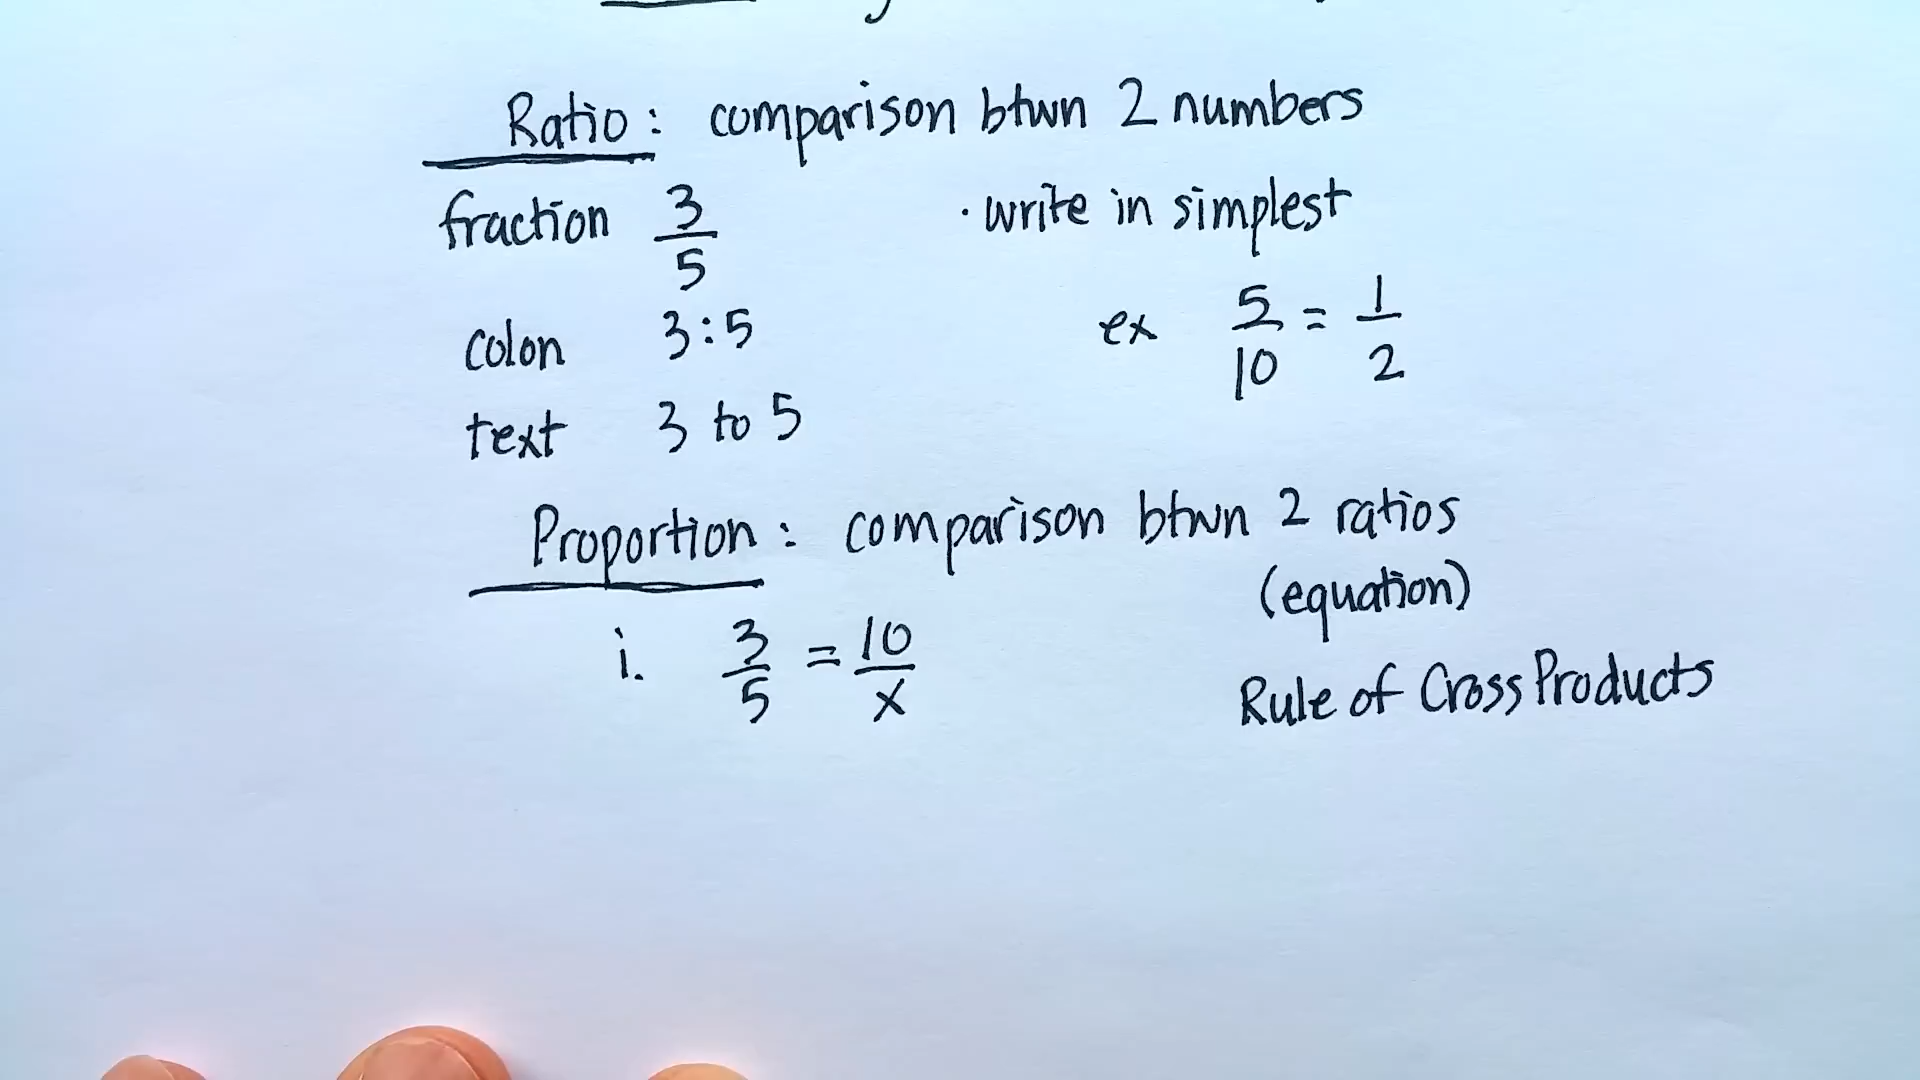 Ratio: comparison btwn 2 numbers
fraction 3/5
· write in simplest
ex 5/10 = 1/2
colon 3:5
text 3 to 5
Proportion: comparison btwn 2 ratios
(equation)
i. 3/5 = 10/x
Rule of Cross Products